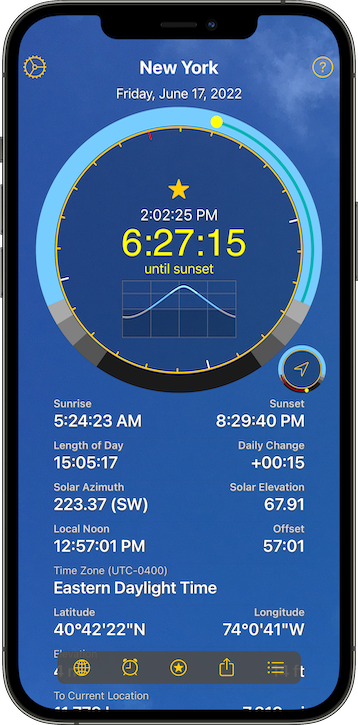 New York
?
Friday, June 17, 2022
2:02:25 PM
6:27:15
until sunset
Sunrise Sunset
5:24:23 AM 8:29:40 PM
Length of Day Daily Change
15:05:17 +00:15
Solar Azimuth Solar Elevation
223.37 (SW) 67.91
Local Noon Offset
12:57:01 PM 57:01
Time Zone (UTC-0400)
Eastern Daylight Time
Latitude Longitude
40°42'22"N 74°0'41"W
To Current Location